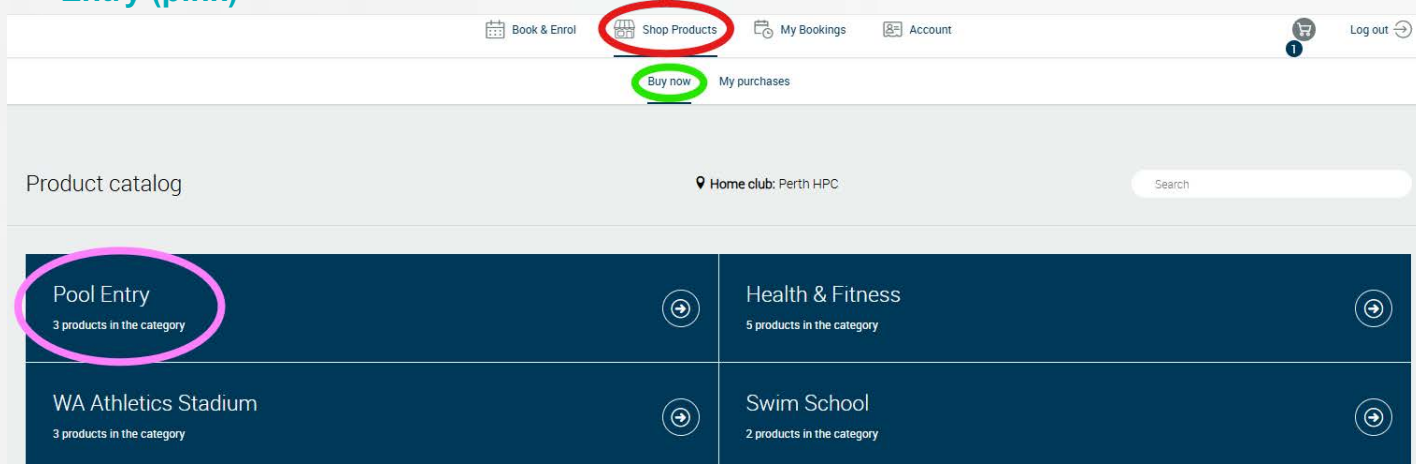 Entry (pink)
Book & Enrol Shop Products My Bookings Account 1 Log out
Buy now My purchases
Product catalog Home club: Perth HPC Search
Pool Entry
3 products in the category
Health & Fitness
5 products in the category
WA Athletics Stadium
3 products in the category
Swim School
2 products in the category